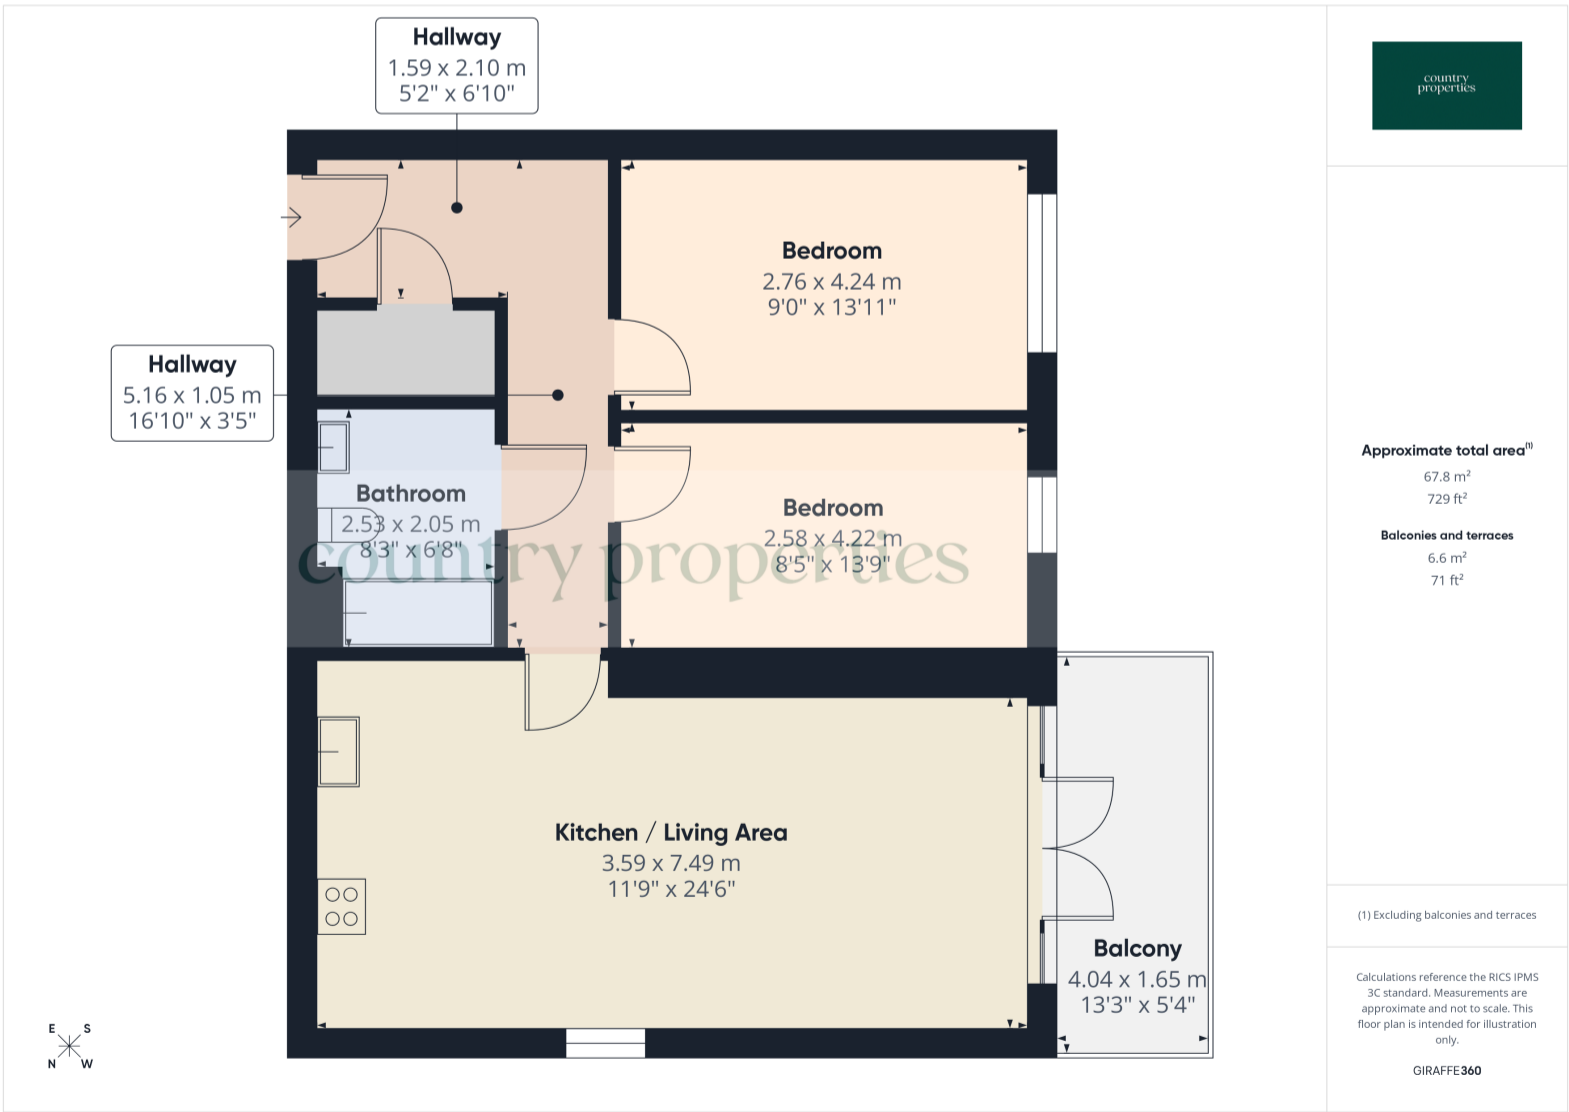 Hallway
1.59 x 2.10 m
5'2" x 6'10"
country
properties
Bedroom
2.76 x 4.24 m
9'0" x 13'11"
Hallway
5.16 x 1.05 m
16'10" x 3'5"
Bathroom
2.53 x 2.05 m
8'3" x 6'8"
Bedroom
2.58 x 4.22 m
8'5" x 13'9"
country properties
Approximate total area(1)
67.8 m²
729 ft²
Balconies and terraces
6.6 m²
71 ft²
Kitchen / Living Area
3.59 x 7.49 m
11'9" x 24'6"
Balcony
4.04 x 1.65 m
13'3" x 5'4"
(1) Excluding balconies and terraces
Calculations reference the RICS IPMS
3C standard. Measurements are
approximate and not to scale. This
floor plan is intended for illustration
only.
GIRAFFE360
E S
N W